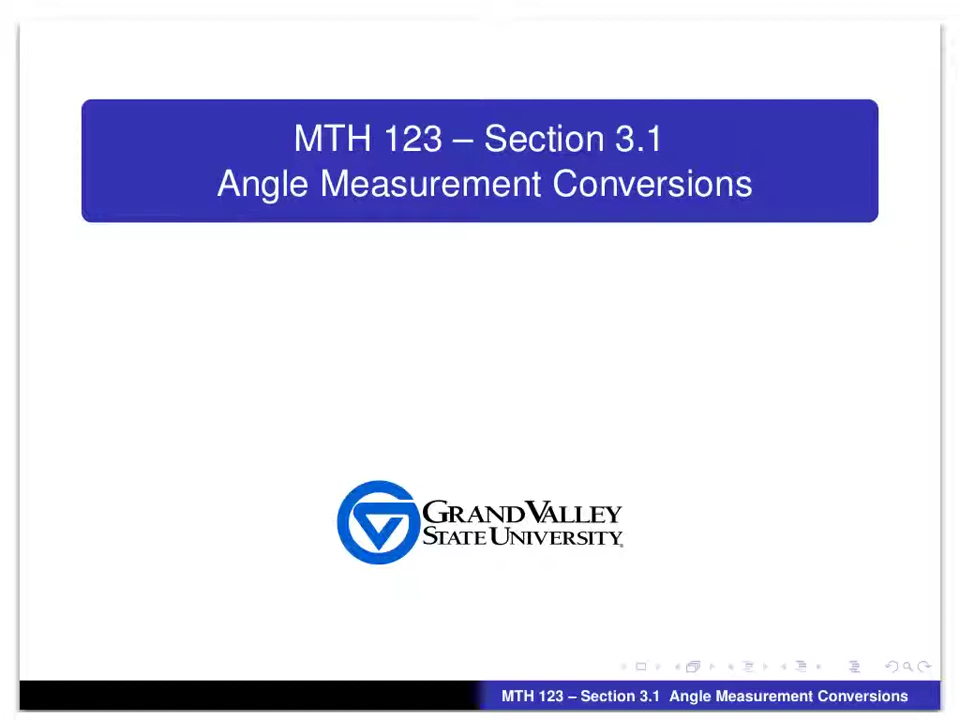 MTH 123 – Section 3.1
Angle Measurement Conversions
GRAND VALLEY
STATE UNIVERSITY
MTH 123 – Section 3.1 Angle Measurement Conversions